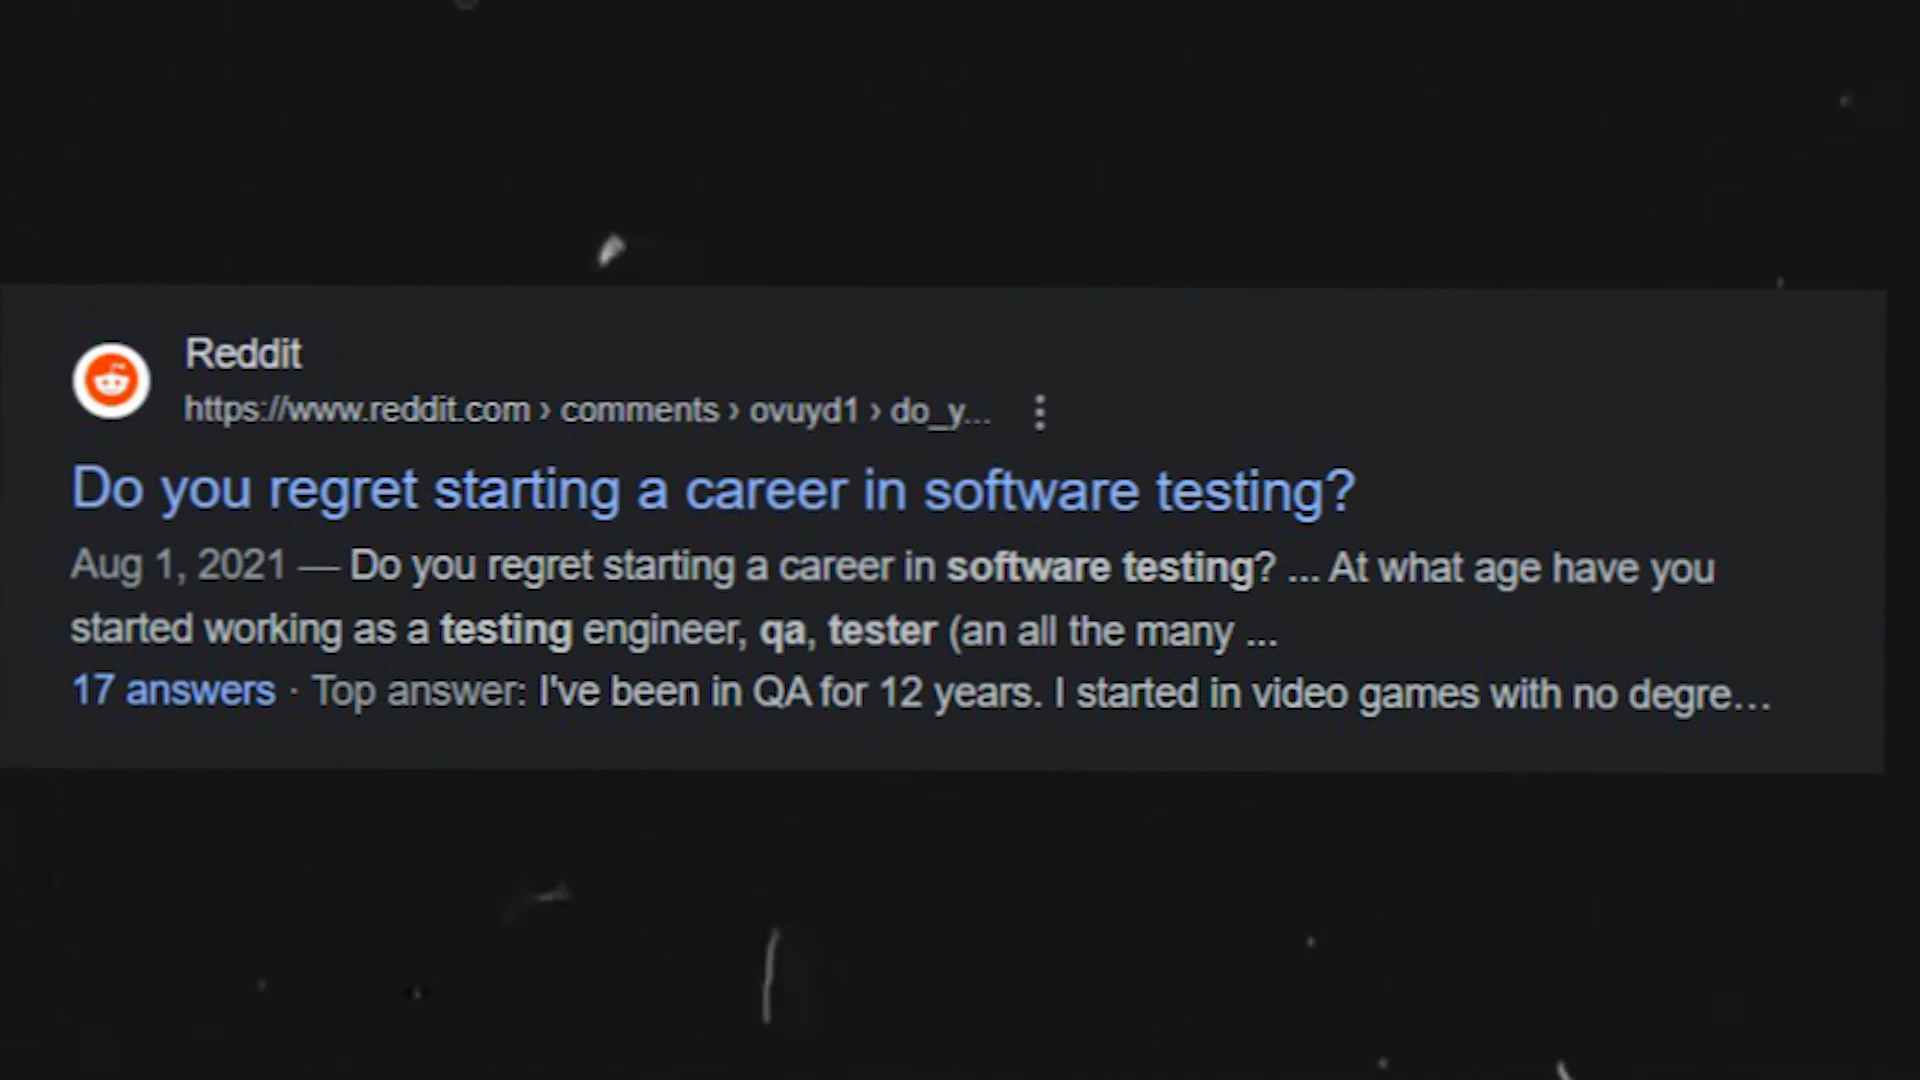 Reddit
https://www.reddit.com › comments › ovuyd1 › do_y...
Do you regret starting a career in software testing?
Aug 1, 2021 — Do you regret starting a career in software testing? ... At what age have you
started working as a testing engineer, qa, tester (an all the many ...
17 answers · Top answer: I've been in QA for 12 years. I started in video games with no degre...